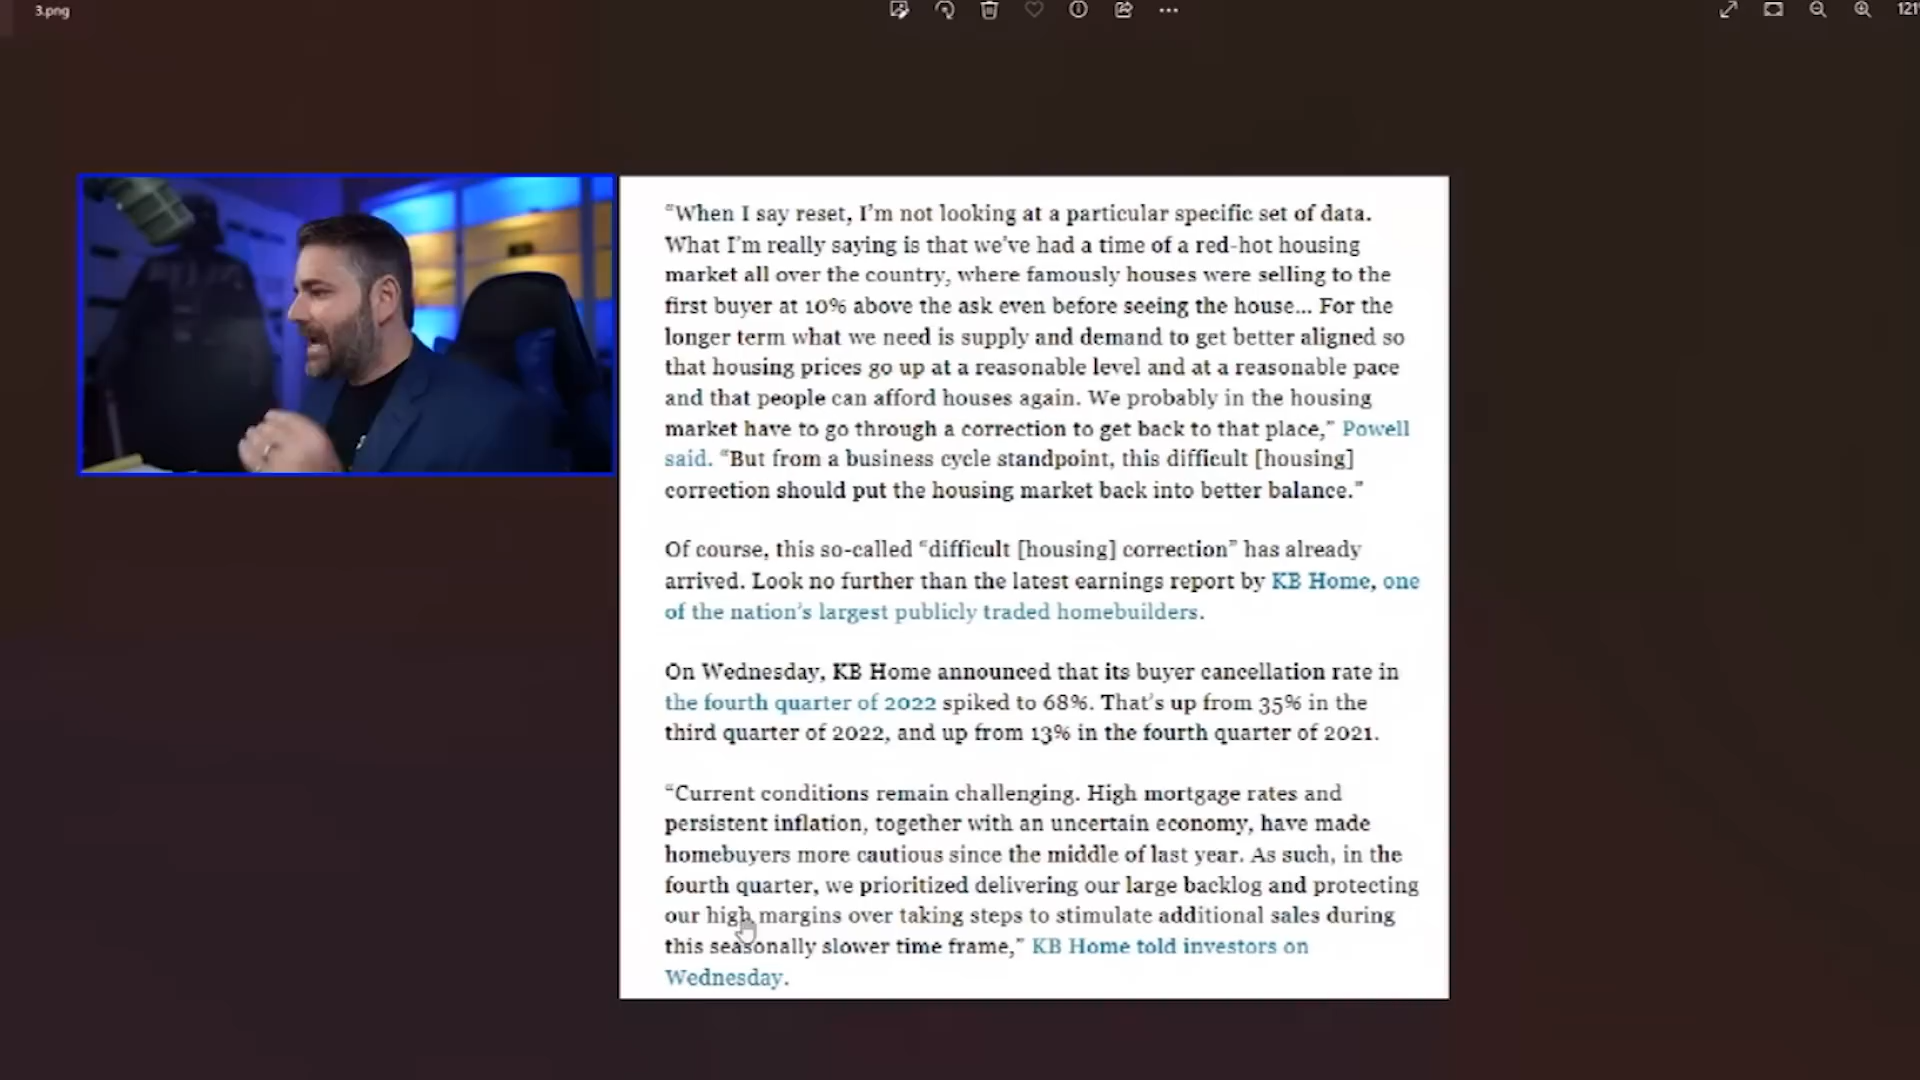 3.png
121
“When I say reset, I’m not looking at a particular specific set of data.
What I’m really saying is that we’ve had a time of a red-hot housing
market all over the country, where famously houses were selling to the
first buyer at 10% above the ask even before seeing the house... For the
longer term what we need is supply and demand to get better aligned so
that housing prices go up at a reasonable level and at a reasonable pace
and that people can afford houses again. We probably in the housing
market have to go through a correction to get back to that place,” Powell
said. “But from a business cycle standpoint, this difficult [housing]
correction should put the housing market back into better balance.”
Of course, this so-called “difficult [housing] correction” has already
arrived. Look no further than the latest earnings report by KB Home, one
of the nation’s largest publicly traded homebuilders.
On Wednesday, KB Home announced that its buyer cancellation rate in
the fourth quarter of 2022 spiked to 68%. That’s up from 35% in the
third quarter of 2022, and up from 13% in the fourth quarter of 2021.
“Current conditions remain challenging. High mortgage rates and
persistent inflation, together with an uncertain economy, have made
homebuyers more cautious since the middle of last year. As such, in the
fourth quarter, we prioritized delivering our large backlog and protecting
our high margins over taking steps to stimulate additional sales during
this seasonally slower time frame,” KB Home told investors on
Wednesday.